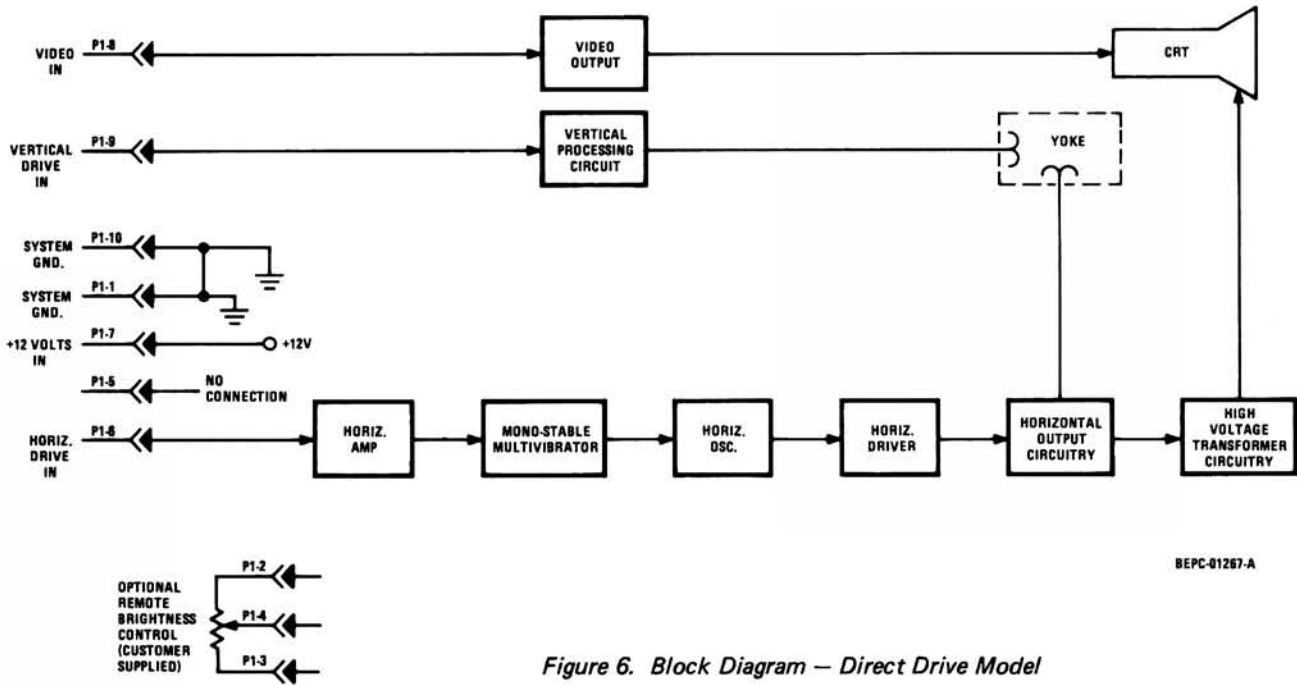 VIDEO
IN
P1-8
VIDEO
OUTPUT
CRT
VERTICAL
DRIVE
IN
P1-9
VERTICAL
PROCESSING
CIRCUIT
YOKE
SYSTEM
GND.
P1-10
SYSTEM
GND.
P1-1
+12 VOLTS
IN
P1-7
+12V
P1-5
NO
CONNECTION
HORIZ.
DRIVE
IN
P1-6
HORIZ.
AMP
MONO-STABLE
MULTIVIBRATOR
HORIZ.
OSC.
HORIZ.
DRIVER
HORIZONTAL
OUTPUT
CIRCUITRY
HIGH
VOLTAGE
TRANSFORMER
CIRCUITRY
BEPC-01267-A
OPTIONAL
REMOTE
BRIGHTNESS
CONTROL
(CUSTOMER
SUPPLIED)
P1-2
P1-4
P1-3
Figure 6. Block Diagram — Direct Drive Model